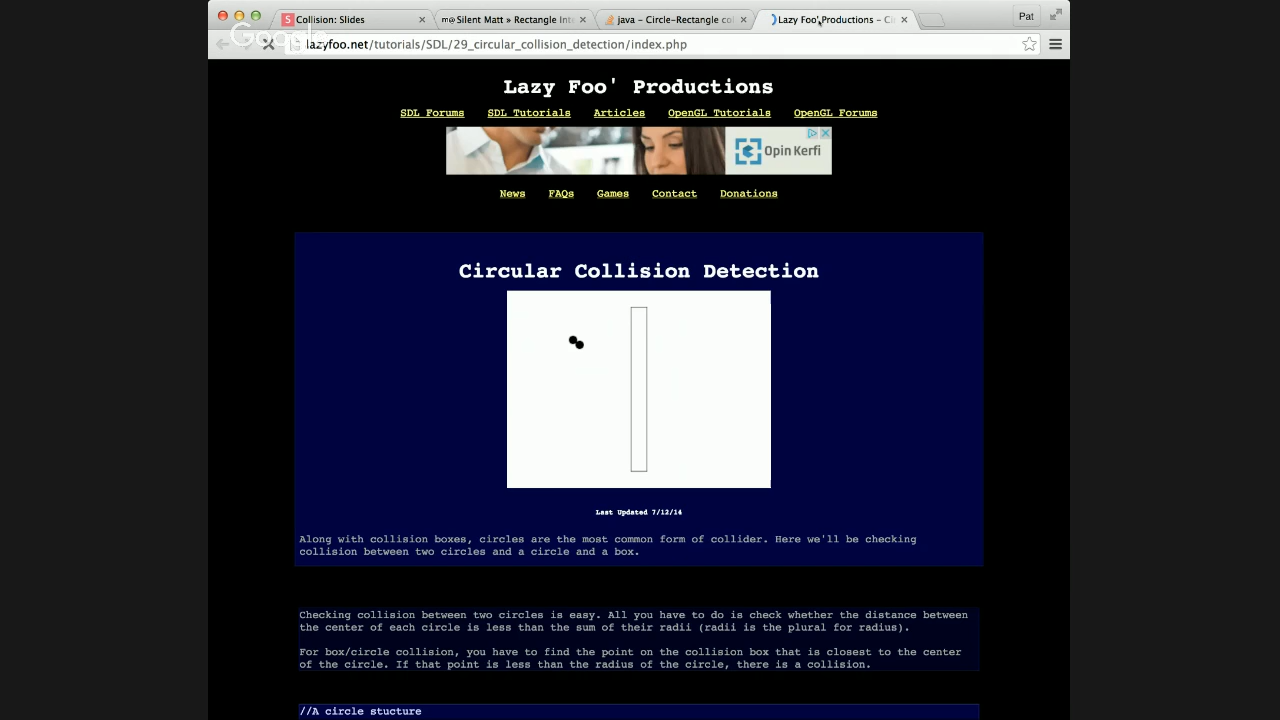 Collision: Slides
m@ Silent Matt » Rectangle Int
java - Circle-Rectangle co
Lazy Foo' Productions - Ci
Pat
Google
lazyfoo.net/tutorials/SDL/29_circular_collision_detection/index.php
Lazy Foo' Productions
SDL Forums SDL Tutorials Articles OpenGL Tutorials OpenGL Forums
Opin Kerfi
News FAQs Games Contact Donations
Circular Collision Detection
Last Updated 7/12/14
Along with collision boxes, circles are the most common form of collider. Here we'll be checking
collision between two circles and a circle and a box.
Checking collision between two circles is easy. All you have to do is check whether the distance between
the center of each circle is less than the sum of their radii (radii is the plural for radius).
For box/circle collision, you have to find the point on the collision box that is closest to the center
of the circle. If that point is less than the radius of the circle, there is a collision.
//A circle stucture